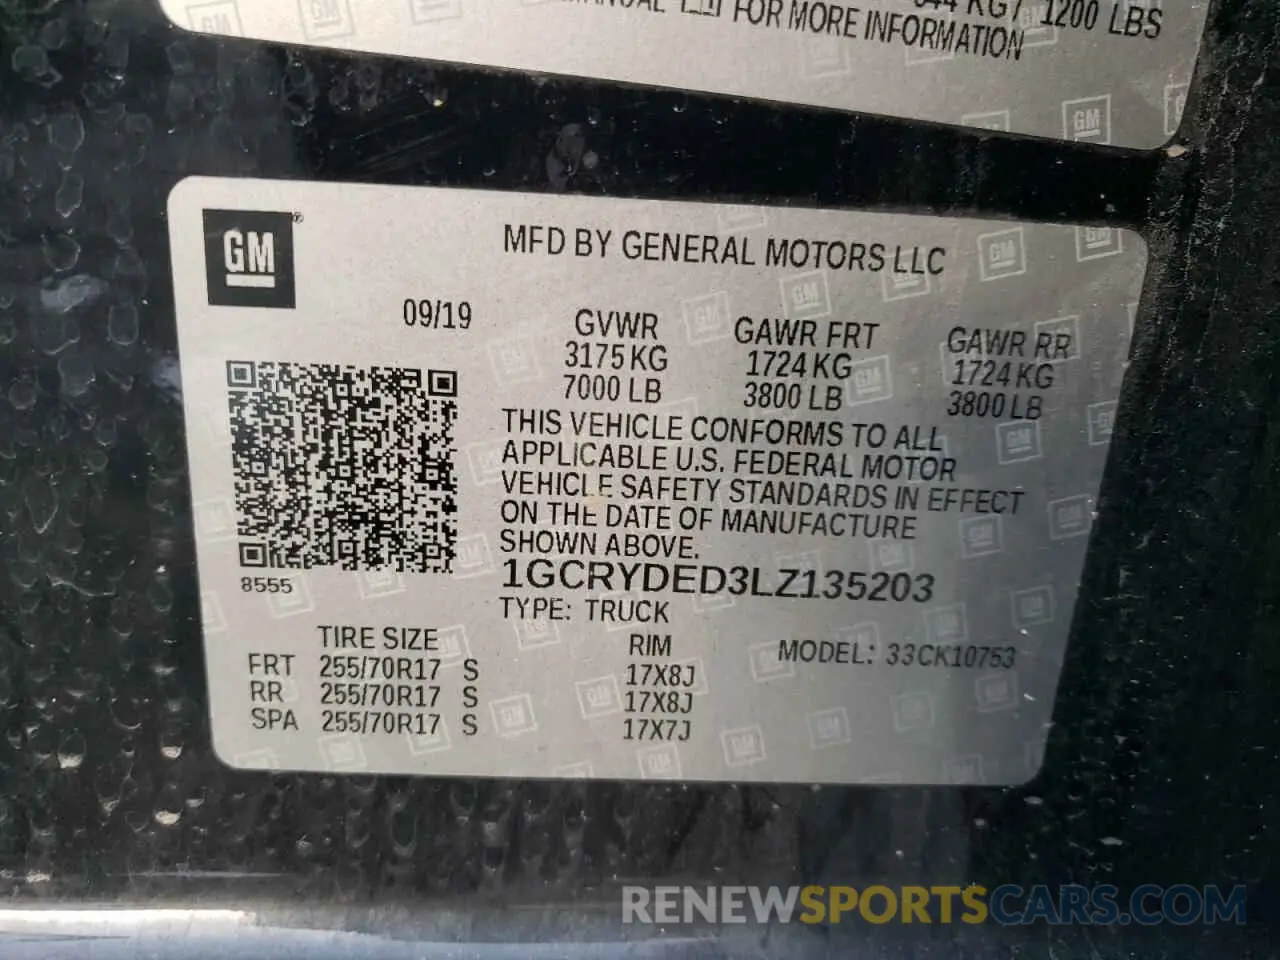 1200 LBS
FOR MORE INFORMATION
GM
MFD BY GENERAL MOTORS LLC
09/19
GVWR GAWR FRT GAWR RR
3175 KG 1724 KG 1724 KG
7000 LB 3800 LB 3800 LB
THIS VEHICLE CONFORMS TO ALL
APPLICABLE U.S. FEDERAL MOTOR
VEHICLE SAFETY STANDARDS IN EFFECT
ON THE DATE OF MANUFACTURE
SHOWN ABOVE.
8555
1GCRYDED3LZ135203
TYPE: TRUCK
TIRE SIZE RIM MODEL: 33CK10753
FRT 255/70R17 S 17X8J
RR 255/70R17 S 17X8J
SPA 255/70R17 S 17X7J
RENEWSPORTSCARS.COM